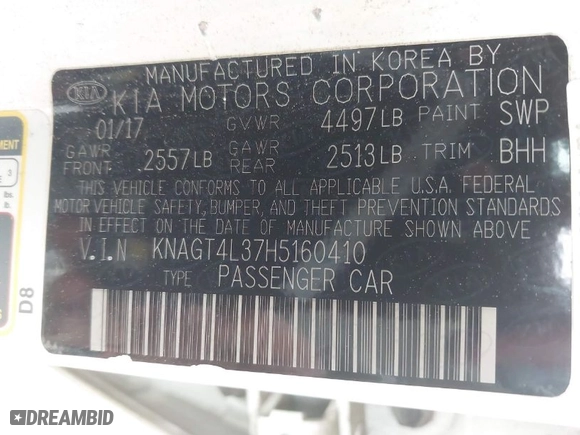 MANUFACTURED IN KOREA BY
KIA KIA MOTORS CORPORATION
01/17 GVWR 4497LB PAINT SWP
GAWR FRONT 2557LB GAWR REAR 2513LB TRIM BHH
THIS VEHICLE CONFORMS TO ALL APPLICABLE U.S.A. FEDERAL
MOTOR VEHICLE SAFETY, BUMPER, AND THEFT PREVENTION STANDARDS
IN EFFECT ON THE DATE OF MANUFACTURE SHOWN ABOVE.
V.I.N KNAGT4L37H5160410
TYPE PASSENGER CAR
D8
DREAMBID